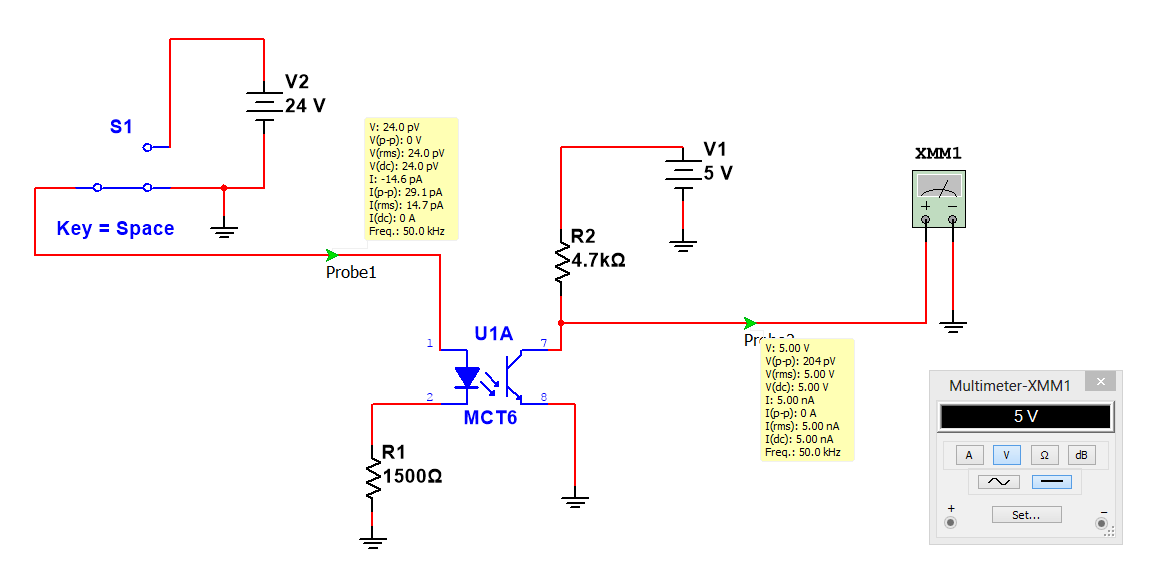 V2
24 V
S1
Key = Space
V: 24.0 pV
V(p-p): 0 V
V(rms): 24.0 pV
V(dc): 24.0 pV
I: -14.6 pA
I(p-p): 29.1 pA
I(rms): 14.7 pA
I(dc): 0 A
Freq.: 50.0 kHz
Probe1
V1
5 V
XMM1
+ −
R2
4.7kΩ
U1A
1
7
2
8
MCT6
R1
1500Ω
V: 5.00 V
V(p-p): 204 pV
V(rms): 5.00 V
V(dc): 5.00 V
I: 5.00 nA
I(p-p): 0 A
I(rms): 5.00 nA
I(dc): 5.00 nA
Freq.: 50.0 kHz
Multimeter-XMM1 ×
5 V
A V Ω dB
Set...
+ −